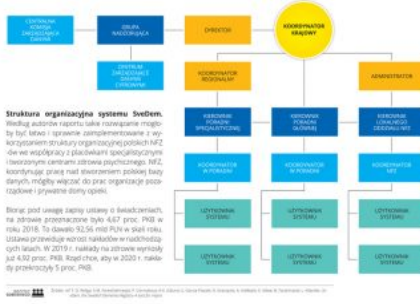 CENTRALNA
KOMISJA
ZARZĄDZAJĄCA
DANYMI
GRUPA
NADZORUJĄCA
DYREKTOR
KOORDYNATOR
KRAJOWY
CENTRUM
ZARZĄDZAJĄCE
DANYMI
CYFROWYMI
KOORDYNATOR
REGIONALNY
ADMINISTRATOR
KIEROWNIK
PORADNI
SPECJALISTYCZNEJ
KIEROWNIK
PORADNI
GŁÓWNEJ
KIEROWNIK
LOKALNEGO
ODDZIAŁU NFZ
KOORDYNATOR
W PORADNI
KOORDYNATOR
W PORADNI
KOORDYNATOR
NFZ
UŻYTKOWNIK
SYSTEMU
UŻYTKOWNIK
SYSTEMU
UŻYTKOWNIK
SYSTEMU
UŻYTKOWNIK
SYSTEMU
UŻYTKOWNIK
SYSTEMU
UŻYTKOWNIK
SYSTEMU
Struktura organizacyjna systemu SveDem.
Według autorów raportu takie rozwiązanie mogło-
by być łatwo i sprawnie zaimplementowane z wy-
korzystaniem struktury organizacyjnej polskich NFZ
-ów we współpracy z placówkami specjalistycznymi
i tworzonymi centrami zdrowia psychicznego. NFZ,
koordynując pracę nad stworzeniem polskiej bazy
danych, mógłby włączać do prac organizacje poza-
rządowe i prywatne domy opieki.
Biorąc pod uwagę zapisy ustawy o świadczeniach,
na zdrowie przeznaczone było 4,67 proc. PKB w
roku 2018. To dawało 92,56 mld PLN w skali roku.
Ustawa przewiduje wzrost nakładów w nadchodzą-
cych latach. W 2019 r. nakłady na zdrowie wyniosły
już 4,92 proc. PKB. Rząd chce, aby w 2020 r. nakła-
dy przekroczyły 5 proc. PKB.